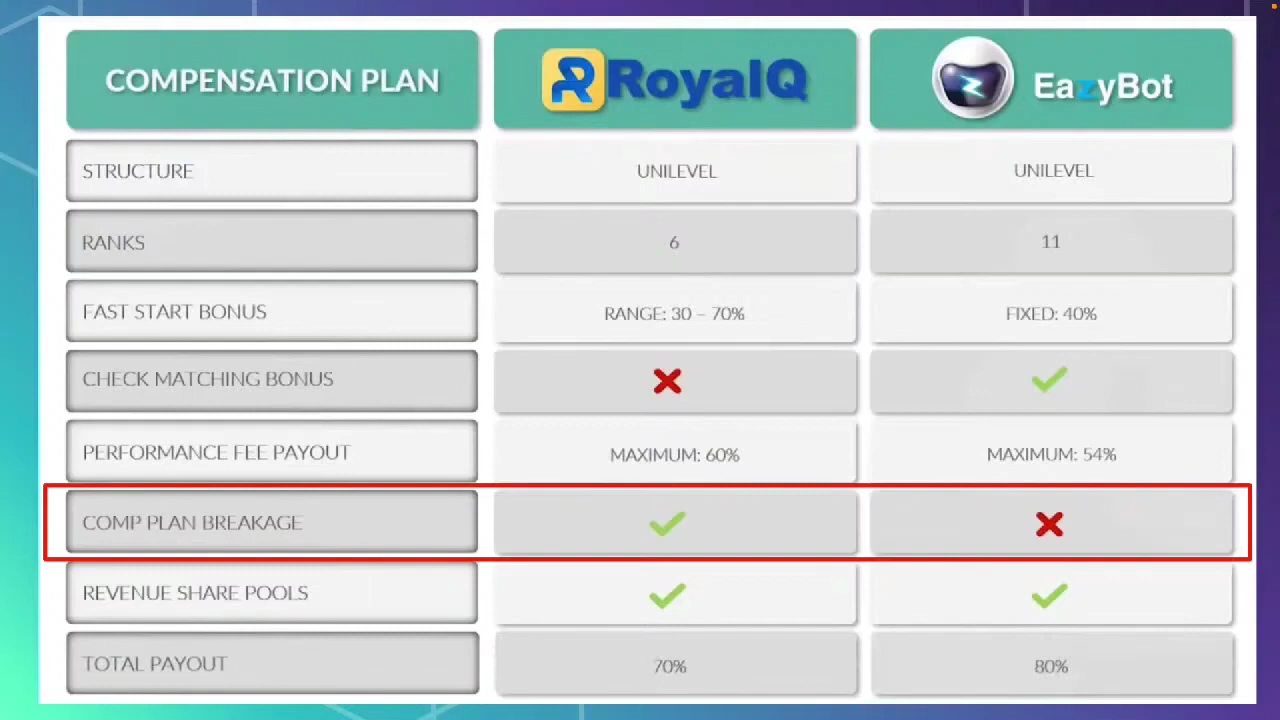 COMPENSATION PLAN RoyalQ EazyBot
STRUCTURE UNILEVEL UNILEVEL
RANKS 6 11
FAST START BONUS RANGE: 30 – 70% FIXED: 40%
CHECK MATCHING BONUS
PERFORMANCE FEE PAYOUT MAXIMUM: 60% MAXIMUM: 54%
COMP PLAN BREAKAGE
REVENUE SHARE POOLS
TOTAL PAYOUT 70% 80%